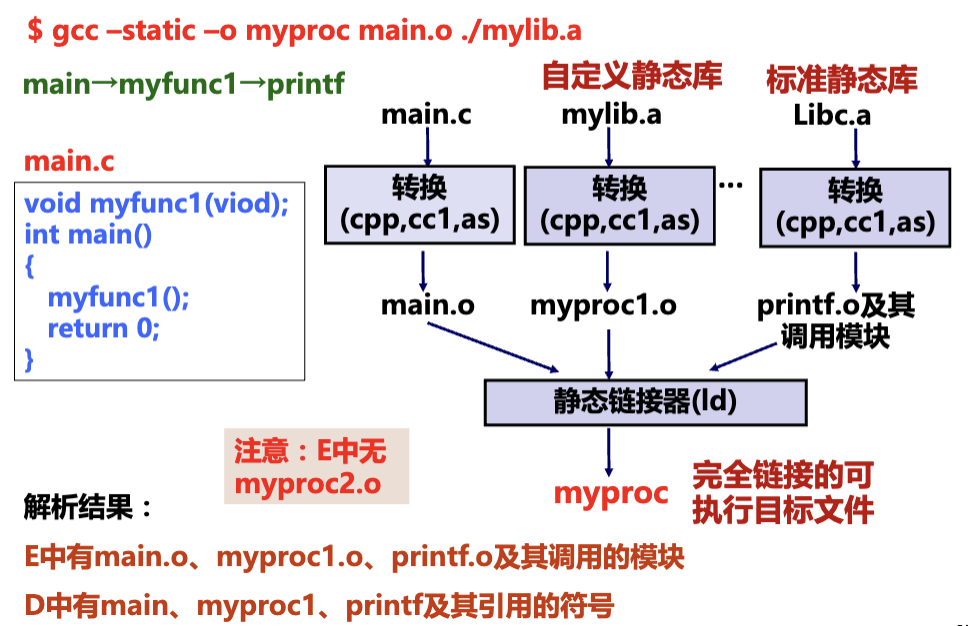 $ gcc –static –o myproc main.o ./mylib.a
main→myfunc1→printf
自定义静态库
标准静态库
main.c
mylib.a
Libc.a
main.c
void myfunc1(viod);
int main()
{
myfunc1();
return 0;
}
转换
(cpp,cc1,as)
转换
(cpp,cc1,as)
...
转换
(cpp,cc1,as)
main.o
myproc1.o
printf.o及其
调用模块
静态链接器(ld)
注意：E中无
myproc2.o
myproc
完全链接的可
执行目标文件
解析结果：
E中有main.o、myproc1.o、printf.o及其调用的模块
D中有main、myproc1、printf及其引用的符号